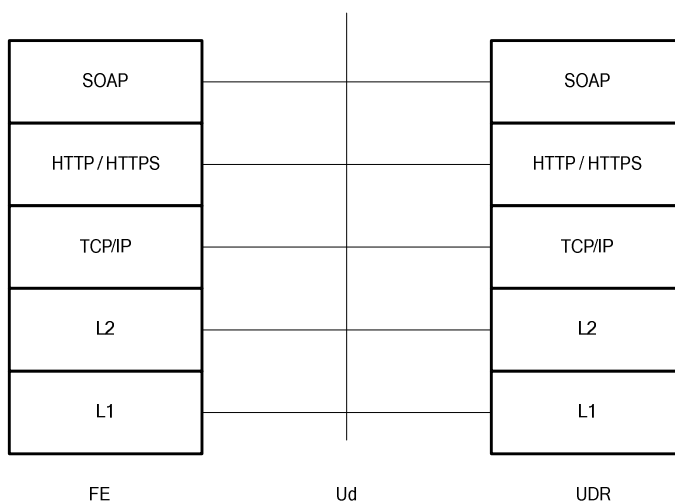 SOAP SOAP
HTTP / HTTPS HTTP / HTTPS
TCP/IP TCP/IP
L2 L2
L1 L1
FE Ud UDR